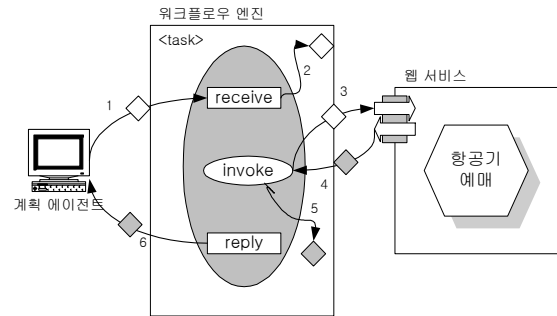 워크플로우 엔진
<task>
receive
1
2
3
웹 서비스
항공기
예매
invoke
4
계획 에이전트
5
6
reply